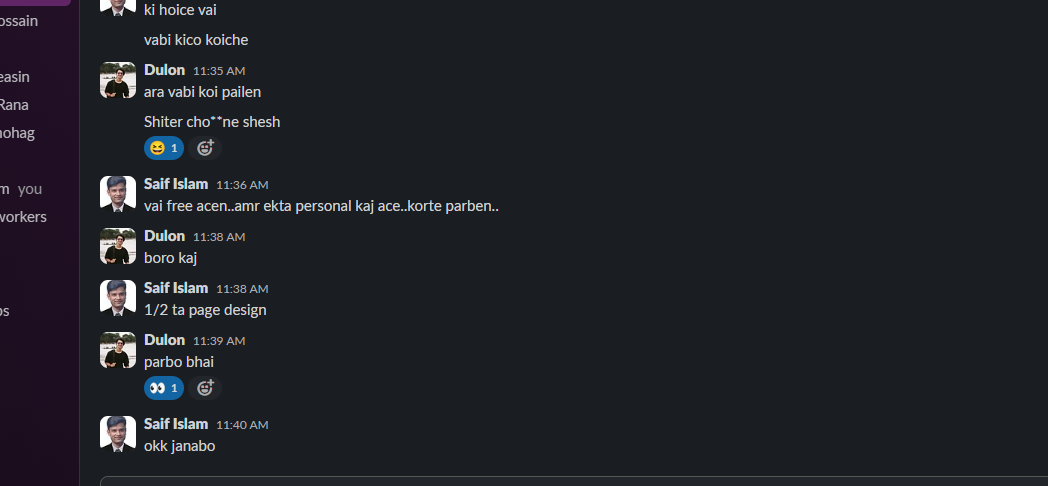 ossain
easin
Rana
ohag
m you
workers
os
ki hoice vai
vabi kico koiche
Dulon 11:35 AM
ara vabi koi pailen
Shiter cho**ne shesh
1
Saif Islam 11:36 AM
vai free acen..amr ekta personal kaj ace..korte parben..
Dulon 11:38 AM
boro kaj
Saif Islam 11:38 AM
1/2 ta page design
Dulon 11:39 AM
parbo bhai
1
Saif Islam 11:40 AM
okk janabo